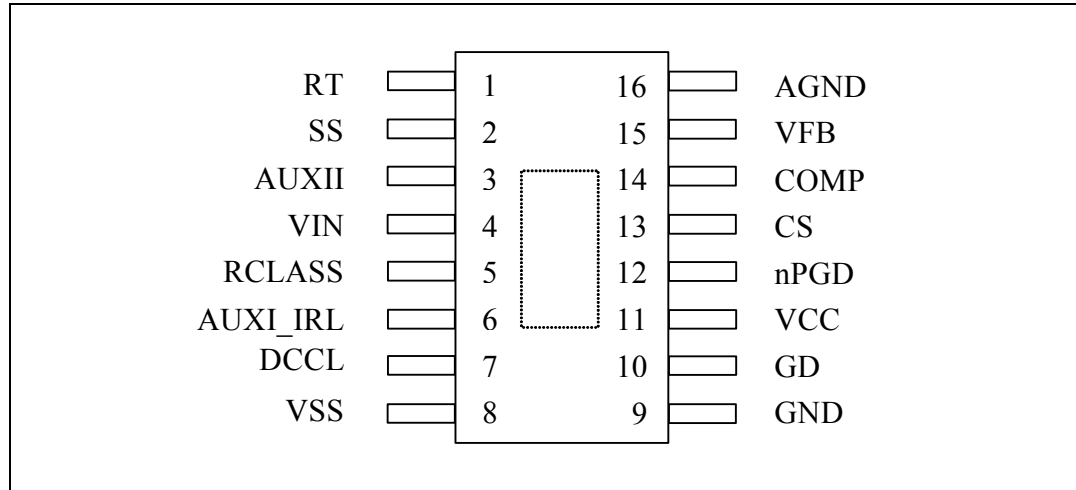 RT 1 16 AGND
SS 2 15 VFB
AUXII 3 14 COMP
VIN 4 13 CS
RCLASS 5 12 nPGD
AUXI_IRL 6 11 VCC
DCCL 7 10 GD
VSS 8 9 GND